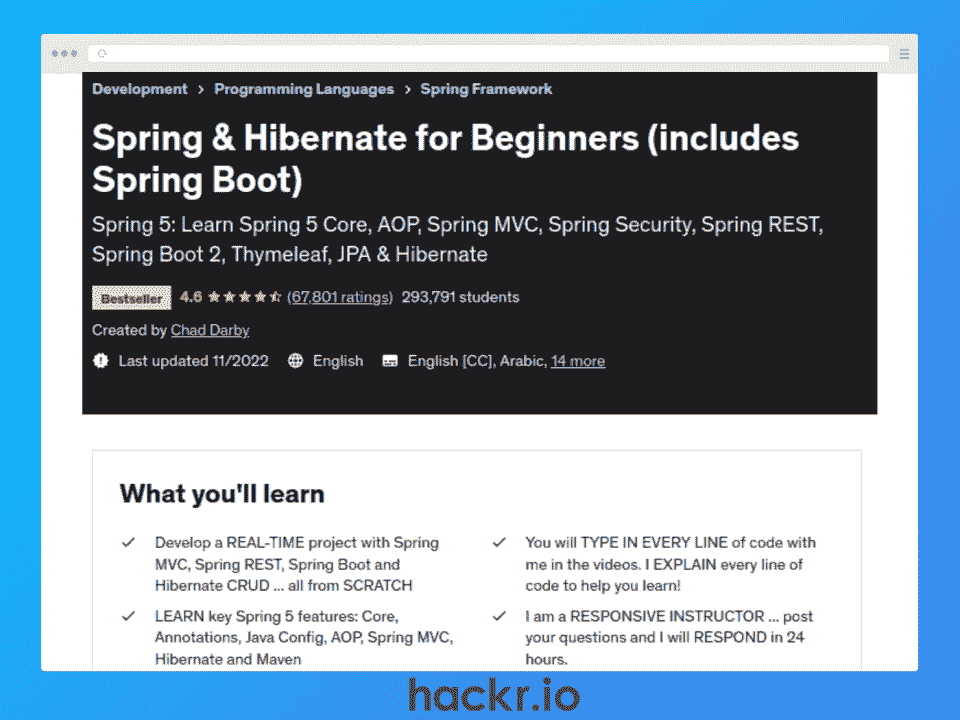 Development > Programming Languages > Spring Framework
Spring & Hibernate for Beginners (includes
Spring Boot)
Spring 5: Learn Spring 5 Core, AOP, Spring MVC, Spring Security, Spring REST,
Spring Boot 2, Thymeleaf, JPA & Hibernate
Bestseller 4.6 (67,801 ratings) 293,791 students
Created by Chad Darby
Last updated 11/2022 English English [CC], Arabic, 14 more
What you'll learn
Develop a REAL-TIME project with Spring
MVC, Spring REST, Spring Boot and
Hibernate CRUD ... all from SCRATCH
LEARN key Spring 5 features: Core,
Annotations, Java Config, AOP, Spring MVC,
Hibernate and Maven
You will TYPE IN EVERY LINE of code with
me in the videos. I EXPLAIN every line of
code to help you learn!
I am a RESPONSIVE INSTRUCTOR ... post
your questions and I will RESPOND in 24
hours.
hackr.io